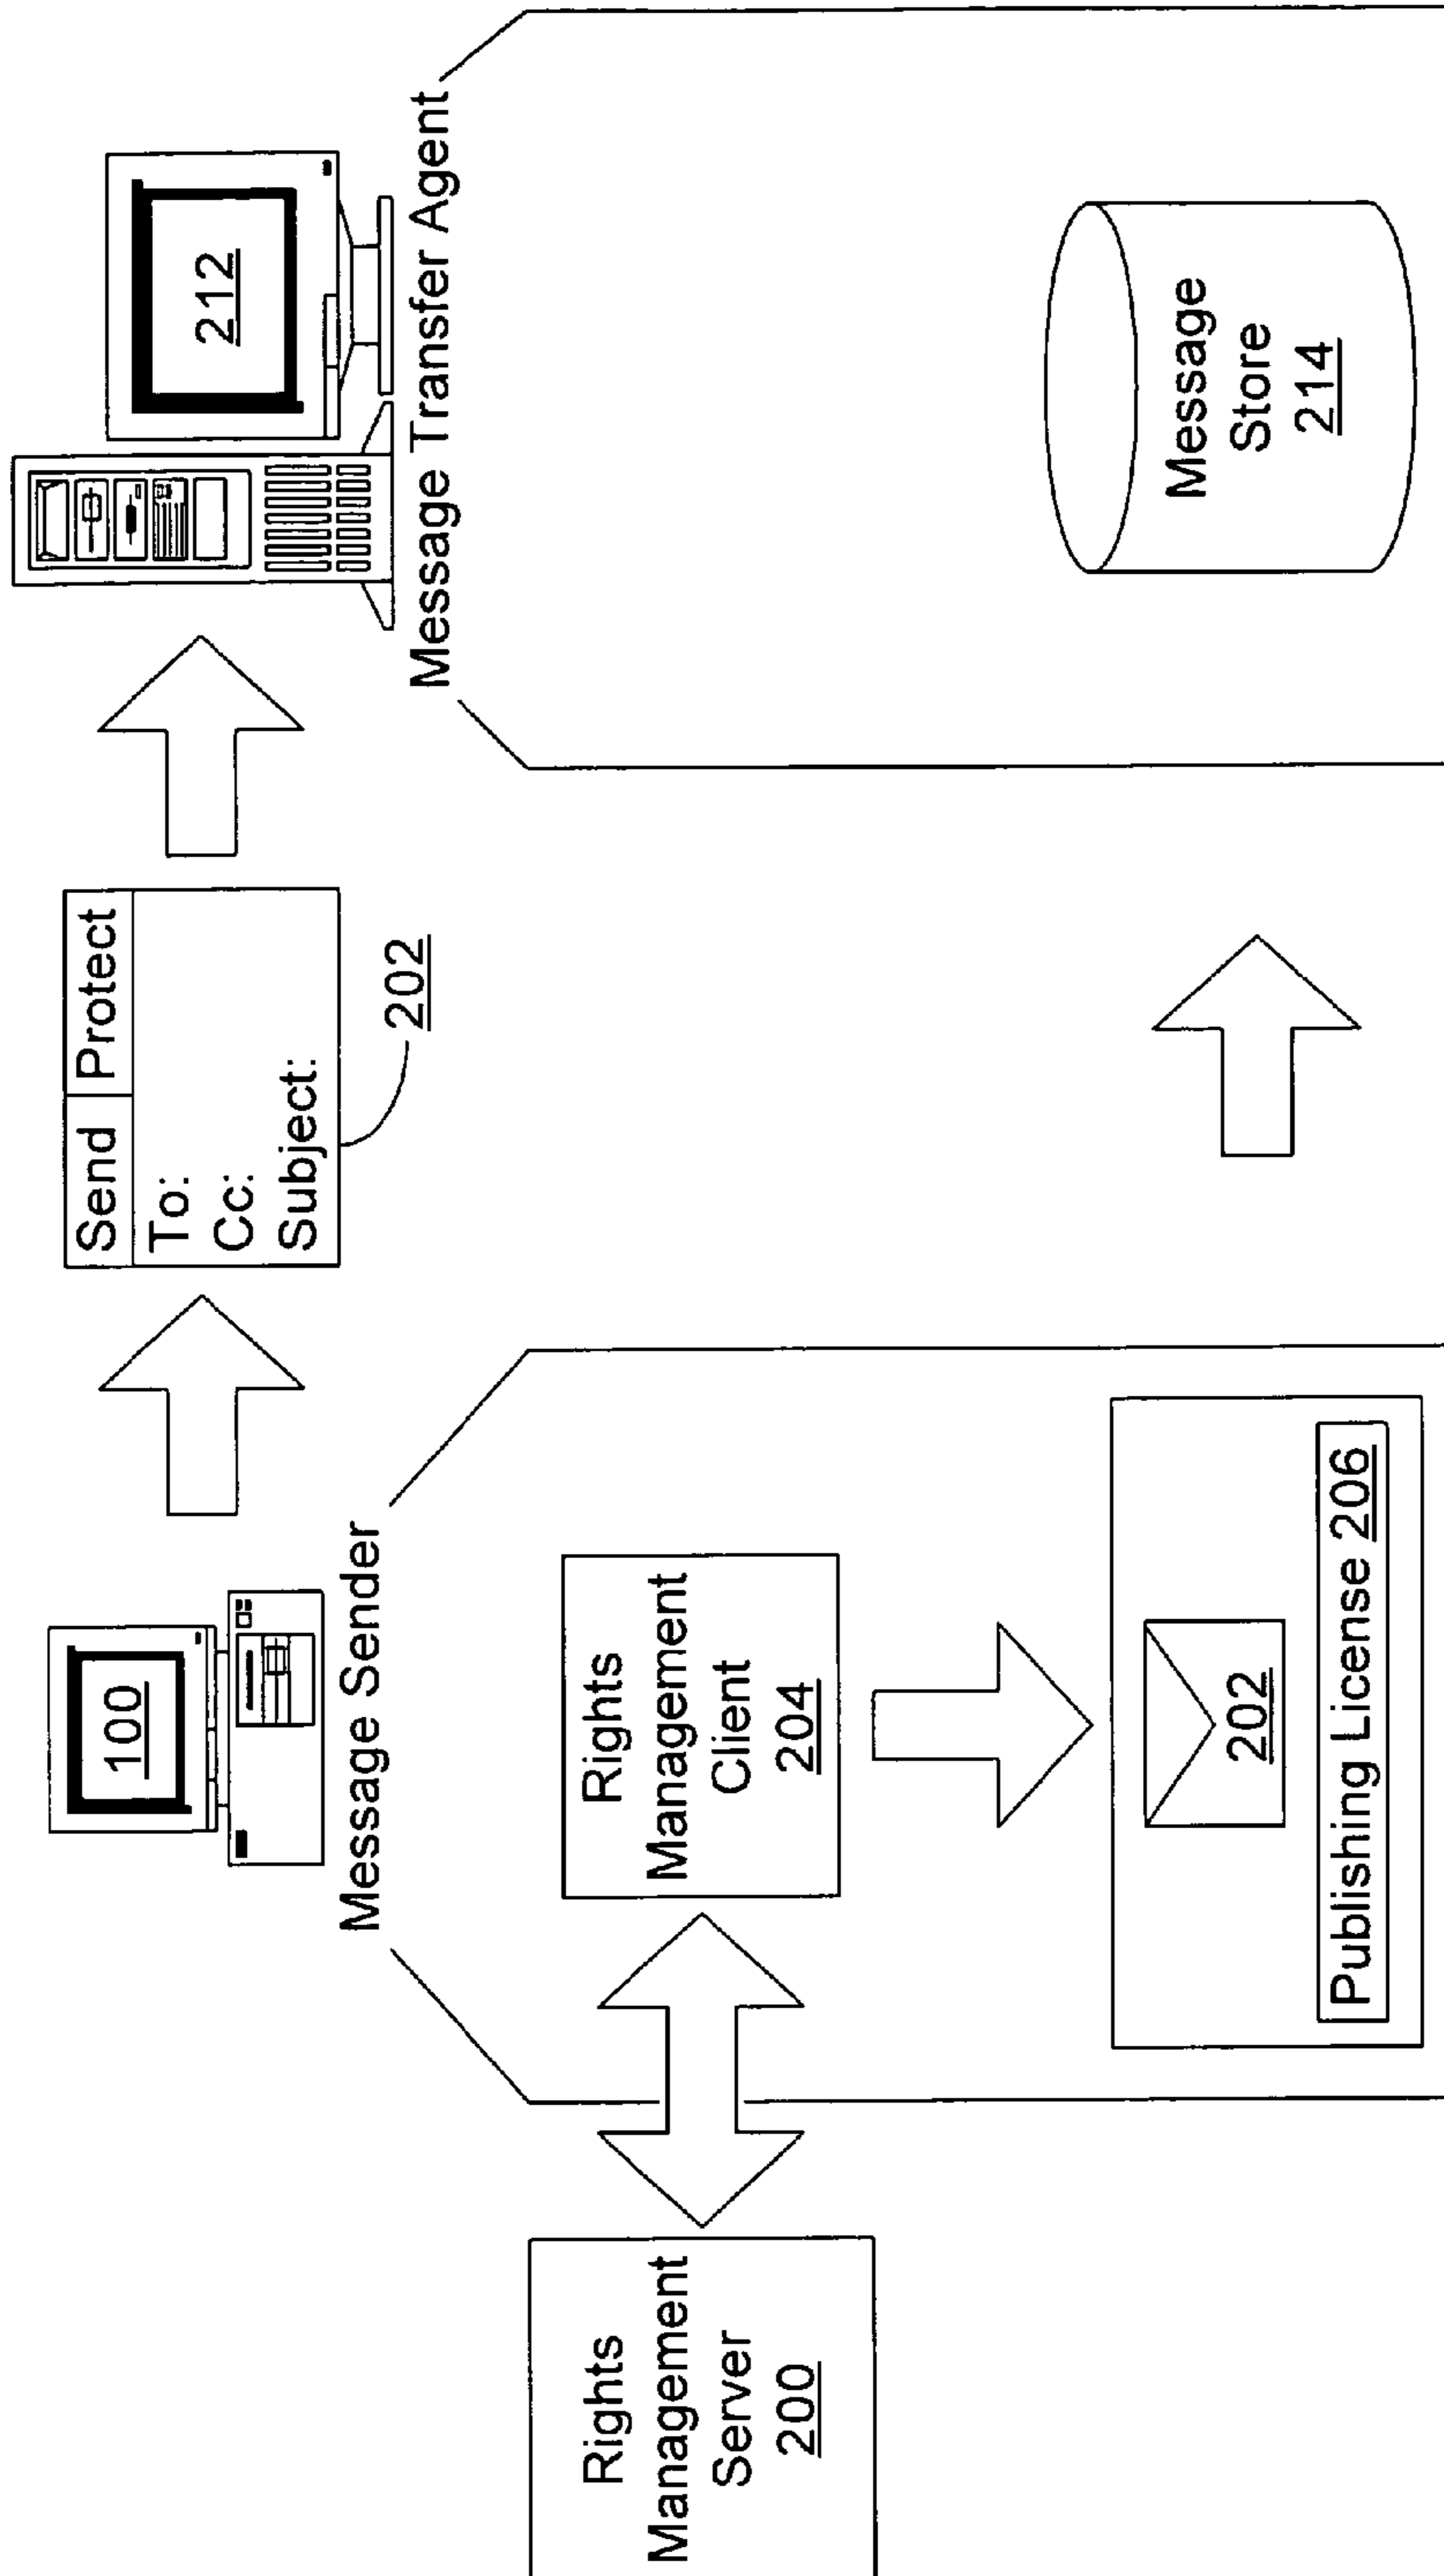 100
Message Sender
Send
Protect
To:
Cc:
Subject:
202
212
Message Transfer Agent
Rights
Management
Server
200
Rights
Management
Client
204
202
Publishing License 206
Message
Store
214